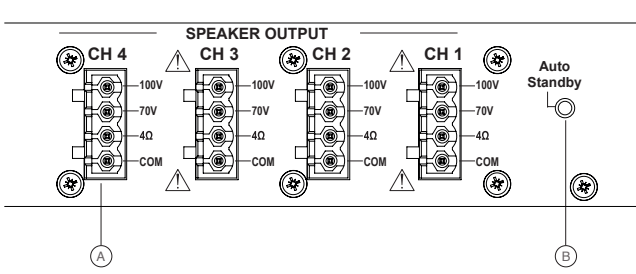 SPEAKER OUTPUT
CH 4 CH 3 CH 2 CH 1
Auto
Standby
100V 100V 100V 100V
70V 70V 70V 70V
4Ω 4Ω 4Ω 4Ω
COM COM COM COM
A B